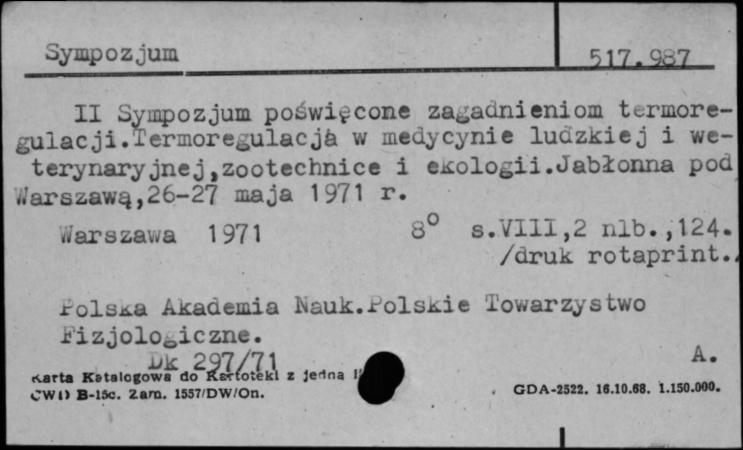 Sympozjum 517.987
II Sympozjum poświęcone zagadnieniom termore-
gulacji.Termoregulacja w medycynie ludzkiej i we-
terynaryjnej,zootechnice i ekologii.Jabłonna pod
Warszawą,26-27 maja 1971 r.
Warszawa 1971 8° s.VIII,2 nlb.,124.
/druk rotaprint..
Polska Akademia Nauk.Polskie Towarzystwo
Fizjologiczne.
Dk 297/71 A.
Karta Katalogowa do Kartoteki z jedną
CWD B-15c. Zam. 1557/DW/On. GDA-2522. 16.10.68. 1.150.000.